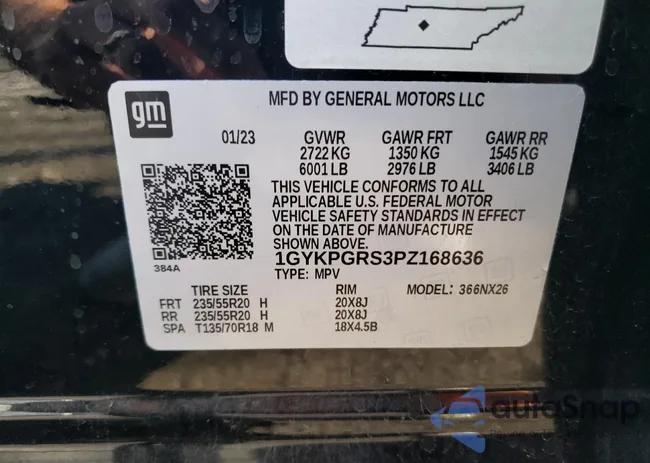 gm
MFD BY GENERAL MOTORS LLC
01/23 GVWR GAWR FRT GAWR RR
2722 KG 1350 KG 1545 KG
6001 LB 2976 LB 3406 LB
THIS VEHICLE CONFORMS TO ALL
APPLICABLE U.S. FEDERAL MOTOR
VEHICLE SAFETY STANDARDS IN EFFECT
ON THE DATE OF MANUFACTURE
SHOWN ABOVE.
384A
1GYKPGRS3PZ168636
TYPE: MPV
TIRE SIZE RIM MODEL: 366NX26
FRT 235/55R20 H 20X8J
RR 235/55R20 H 20X8J
SPA T135/70R18 M 18X4.5B
autoSnap